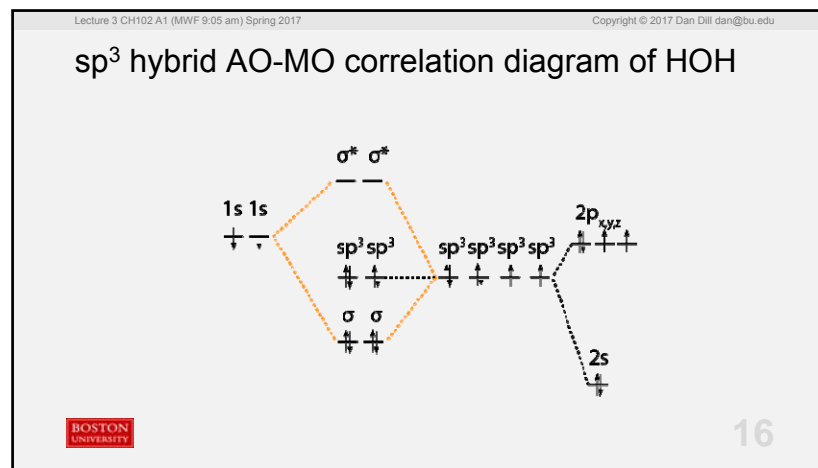 Lecture 3 CH102 A1 (MWF 9:05 am) Spring 2017
Copyright © 2017 Dan Dill dan@bu.edu
sp³ hybrid AO-MO correlation diagram of HOH
σ* σ*
1s 1s
2pₓ,ᵧ,z
sp³ sp³
sp³ sp³ sp³ sp³
σ σ
2s
BOSTON
UNIVERSITY
16